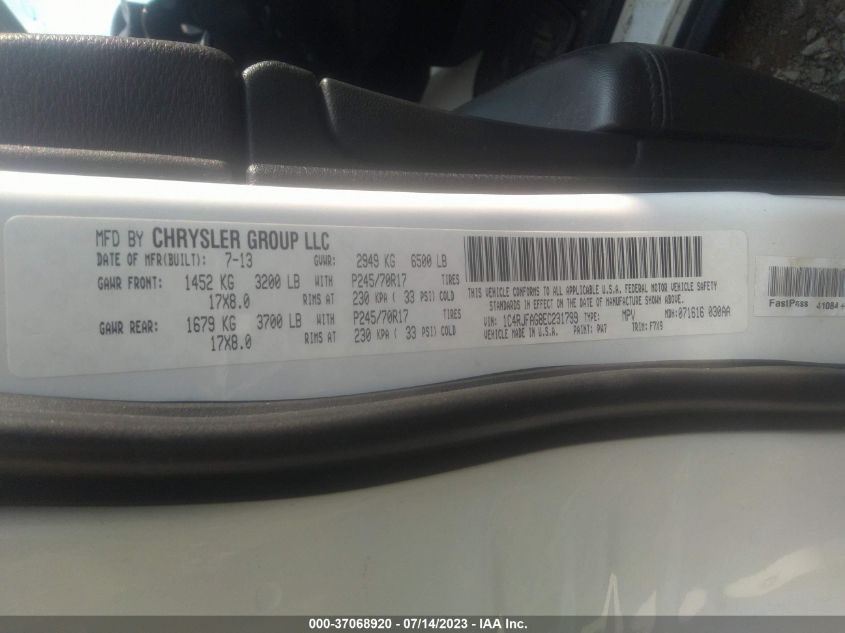 MFD BY CHRYSLER GROUP LLC
DATE OF MFR(BUILT): 7-13 GVWR: 2949 KG 6500 LB
GAWR FRONT: 1452 KG 3200 LB WITH P245/70R17 TIRES
17X8.0 RIMS AT 230 KPA ( 33 PSI) COLD
GAWR REAR: 1679 KG 3700 LB WITH P245/70R17 TIRES
17X8.0 RIMS AT 230 KPA ( 33 PSI) COLD
THIS VEHICLE CONFORMS TO ALL APPLICABLE U.S.A. FEDERAL MOTOR VEHICLE SAFETY
STANDARDS IN EFFECT ON THE DATE OF MANUFACTURE SHOWN ABOVE.
VIN: 1C4RJFAG8EC231799 TYPE: MPV MDH: 071616 030AA
VEHICLE MADE IN U.S.A. PAINT: PW7 TRIM: F7X9
FastPass 41084
000-37068920 - 07/14/2023 - IAA Inc.